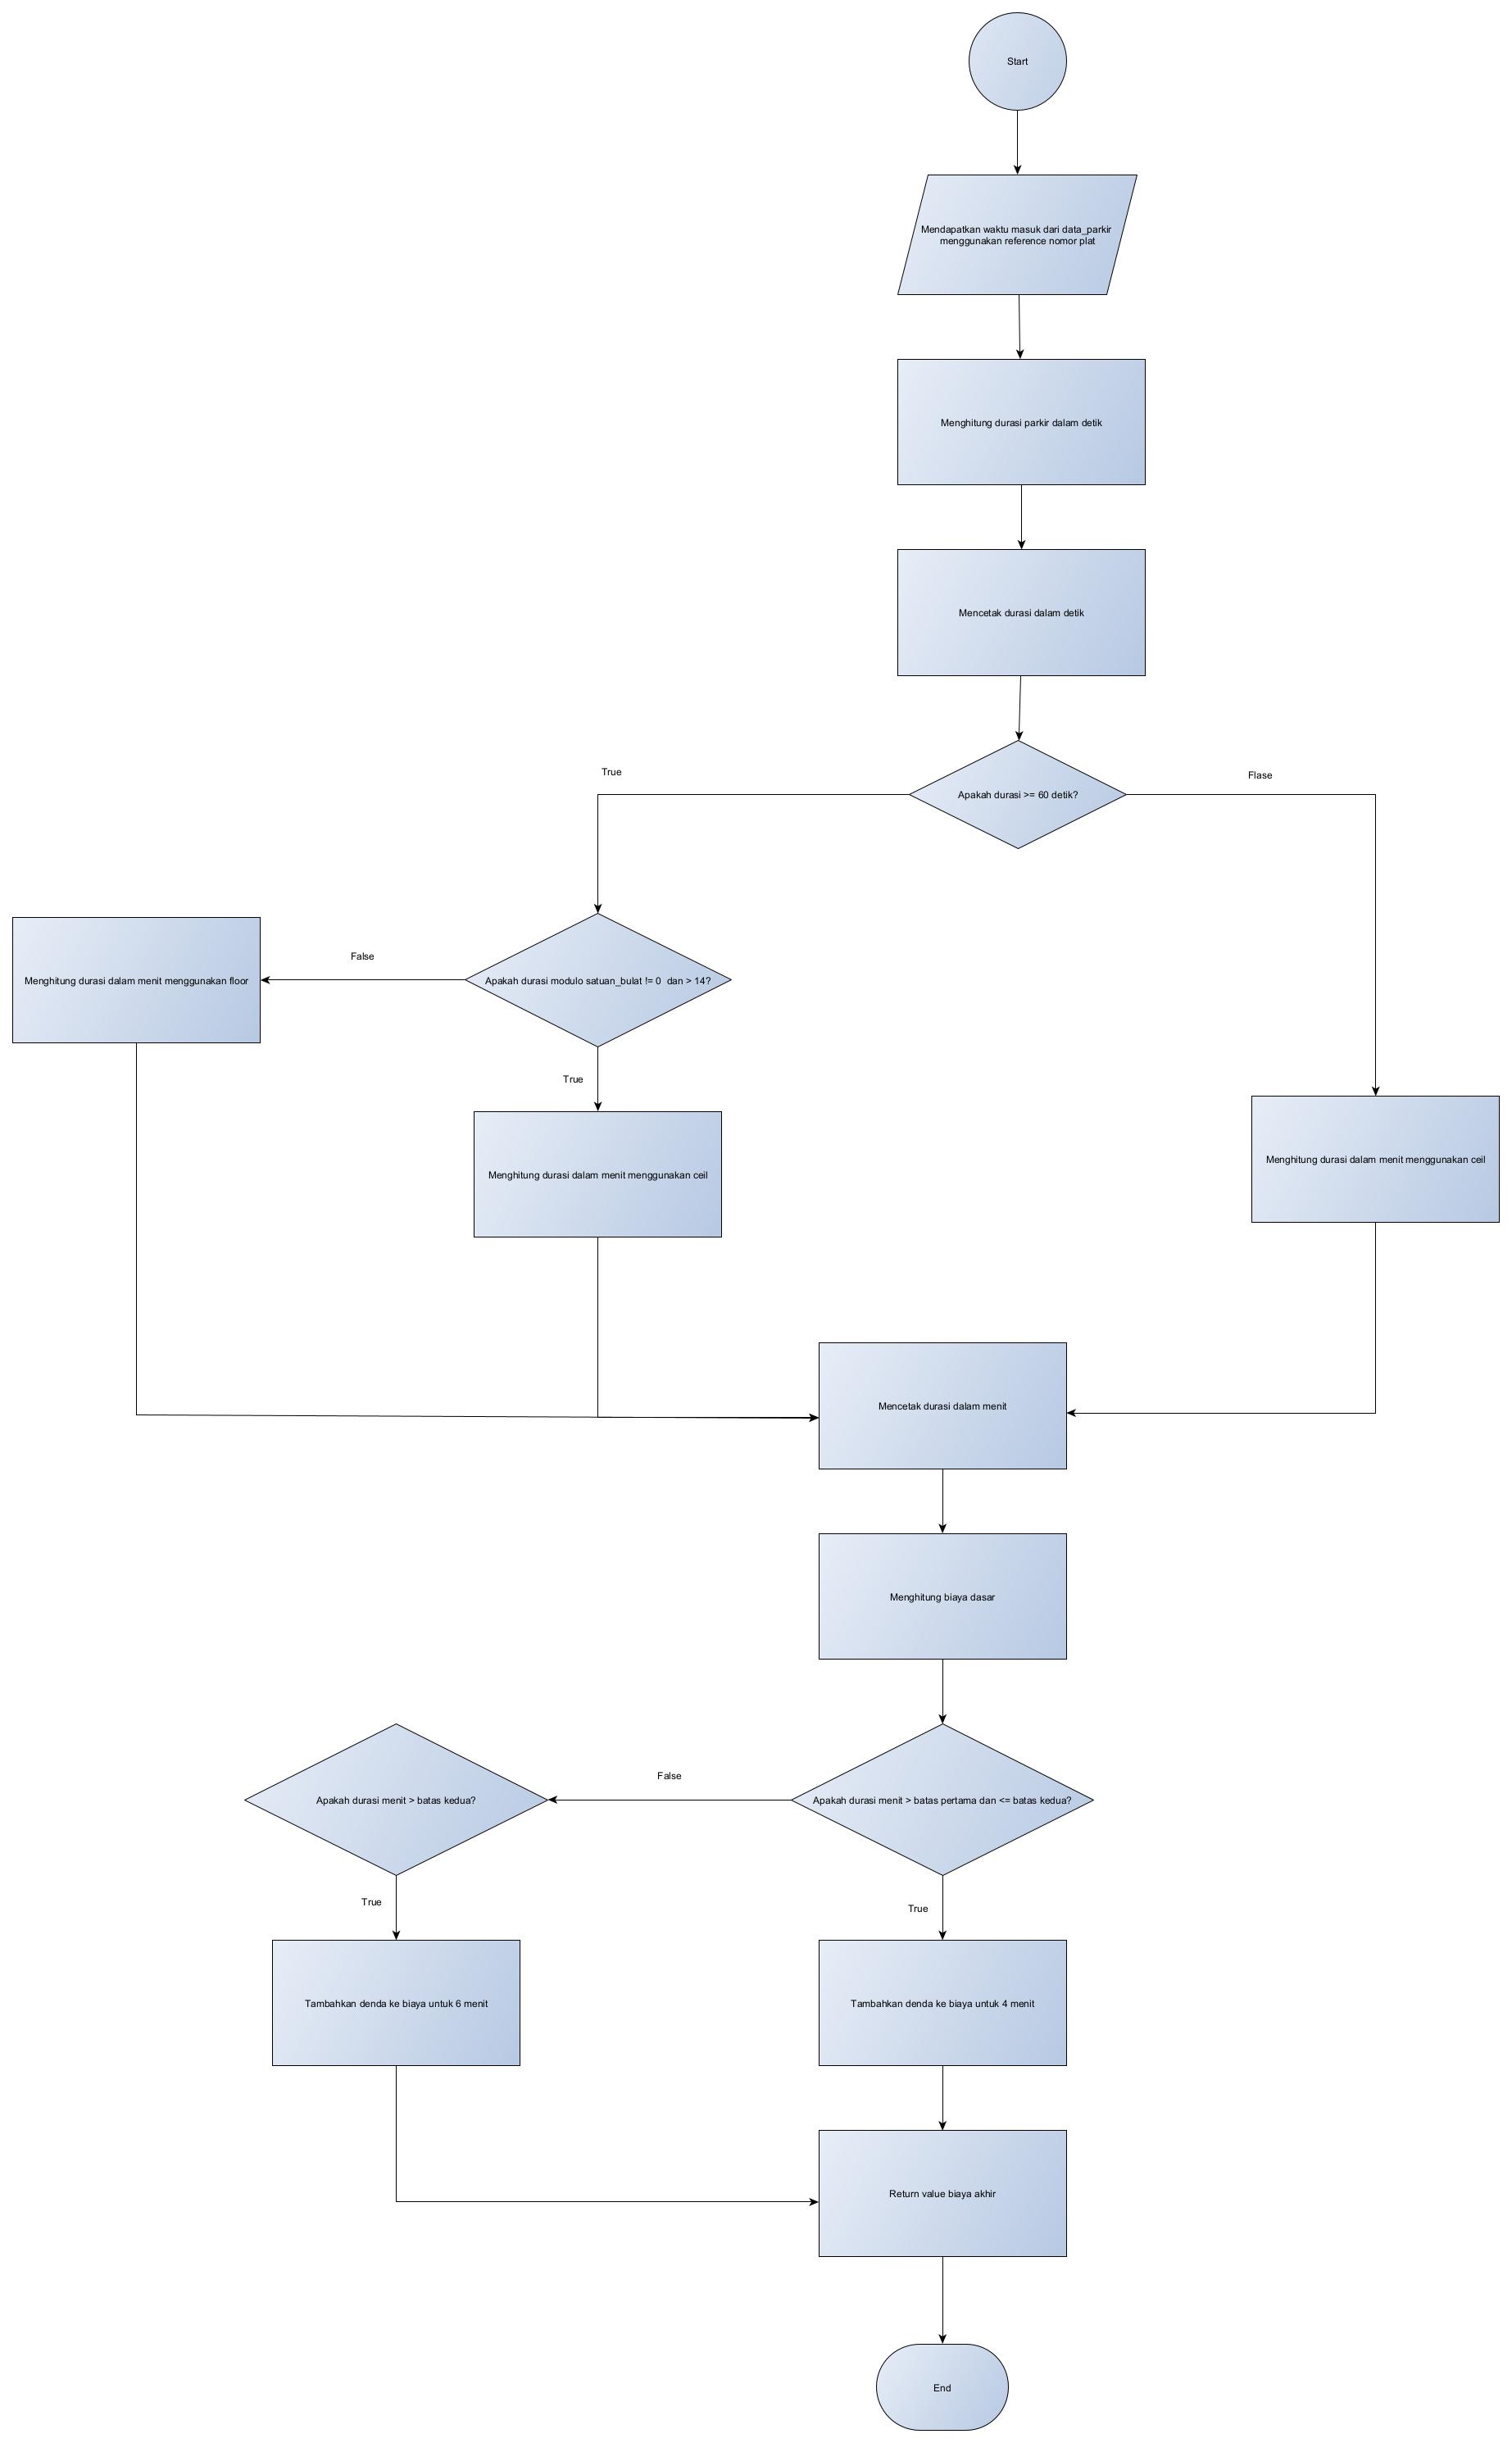 Start
Mendapatkan waktu masuk dari data_parkir
menggunakan reference nomor plat
Menghitung durasi parkir dalam detik
Mencetak durasi dalam detik
True
Flase
Apakah durasi >= 60 detik?
False
Menghitung durasi dalam menit menggunakan floor
Apakah durasi modulo satuan_bulat != 0  dan > 14?
True
Menghitung durasi dalam menit menggunakan ceil
Menghitung durasi dalam menit menggunakan ceil
Mencetak durasi dalam menit
Menghitung biaya dasar
False
Apakah durasi menit > batas kedua?
Apakah durasi menit > batas pertama dan <= batas kedua?
True
True
Tambahkan denda ke biaya untuk 6 menit
Tambahkan denda ke biaya untuk 4 menit
Return value biaya akhir
End